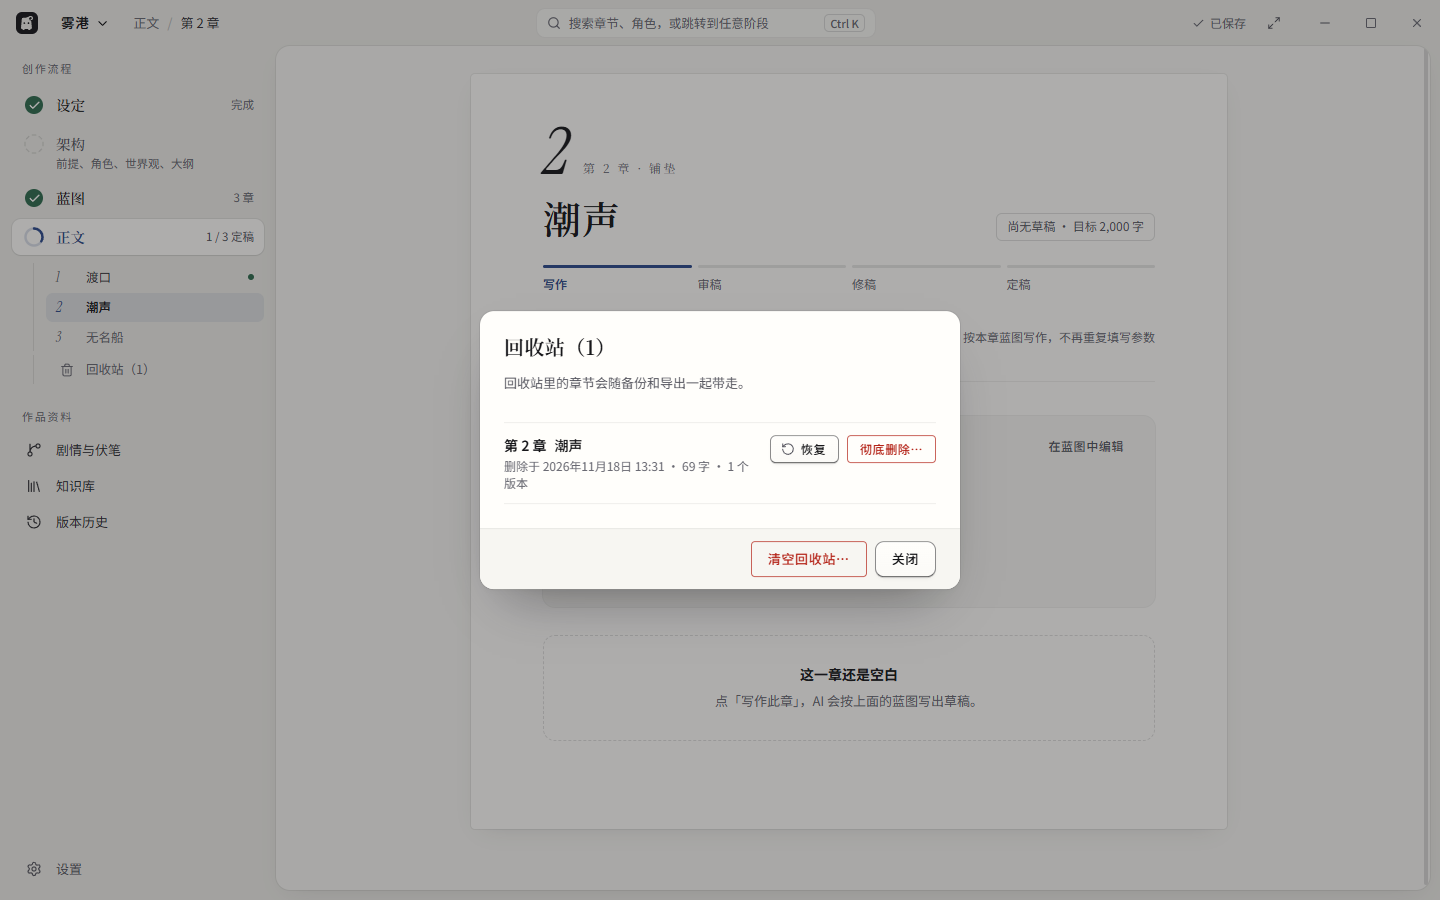 雾港
正文 / 第 2 章
搜索章节、角色，或跳转到任意阶段
Ctrl K
已保存
创作流程
设定
完成
架构
前提、角色、世界观、大纲
蓝图
3 章
正文
1 / 3 定稿
1 渡口
2 潮声
3 无名船
回收站（1）
作品资料
剧情与伏笔
知识库
版本历史
设置
2 第 2 章 · 铺垫
潮声
尚无草稿 · 目标 2,000 字
写作
审稿
修稿
定稿
按本章蓝图写作，不再重复填写参数
在蓝图中编辑
回收站（1）
回收站里的章节会随备份和导出一起带走。
第 2 章 潮声
删除于 2026年11月18日 13:31 · 69 字 · 1 个
版本
恢复
彻底删除…
清空回收站…
关闭
这一章还是空白
点「写作此章」，AI 会按上面的蓝图写出草稿。